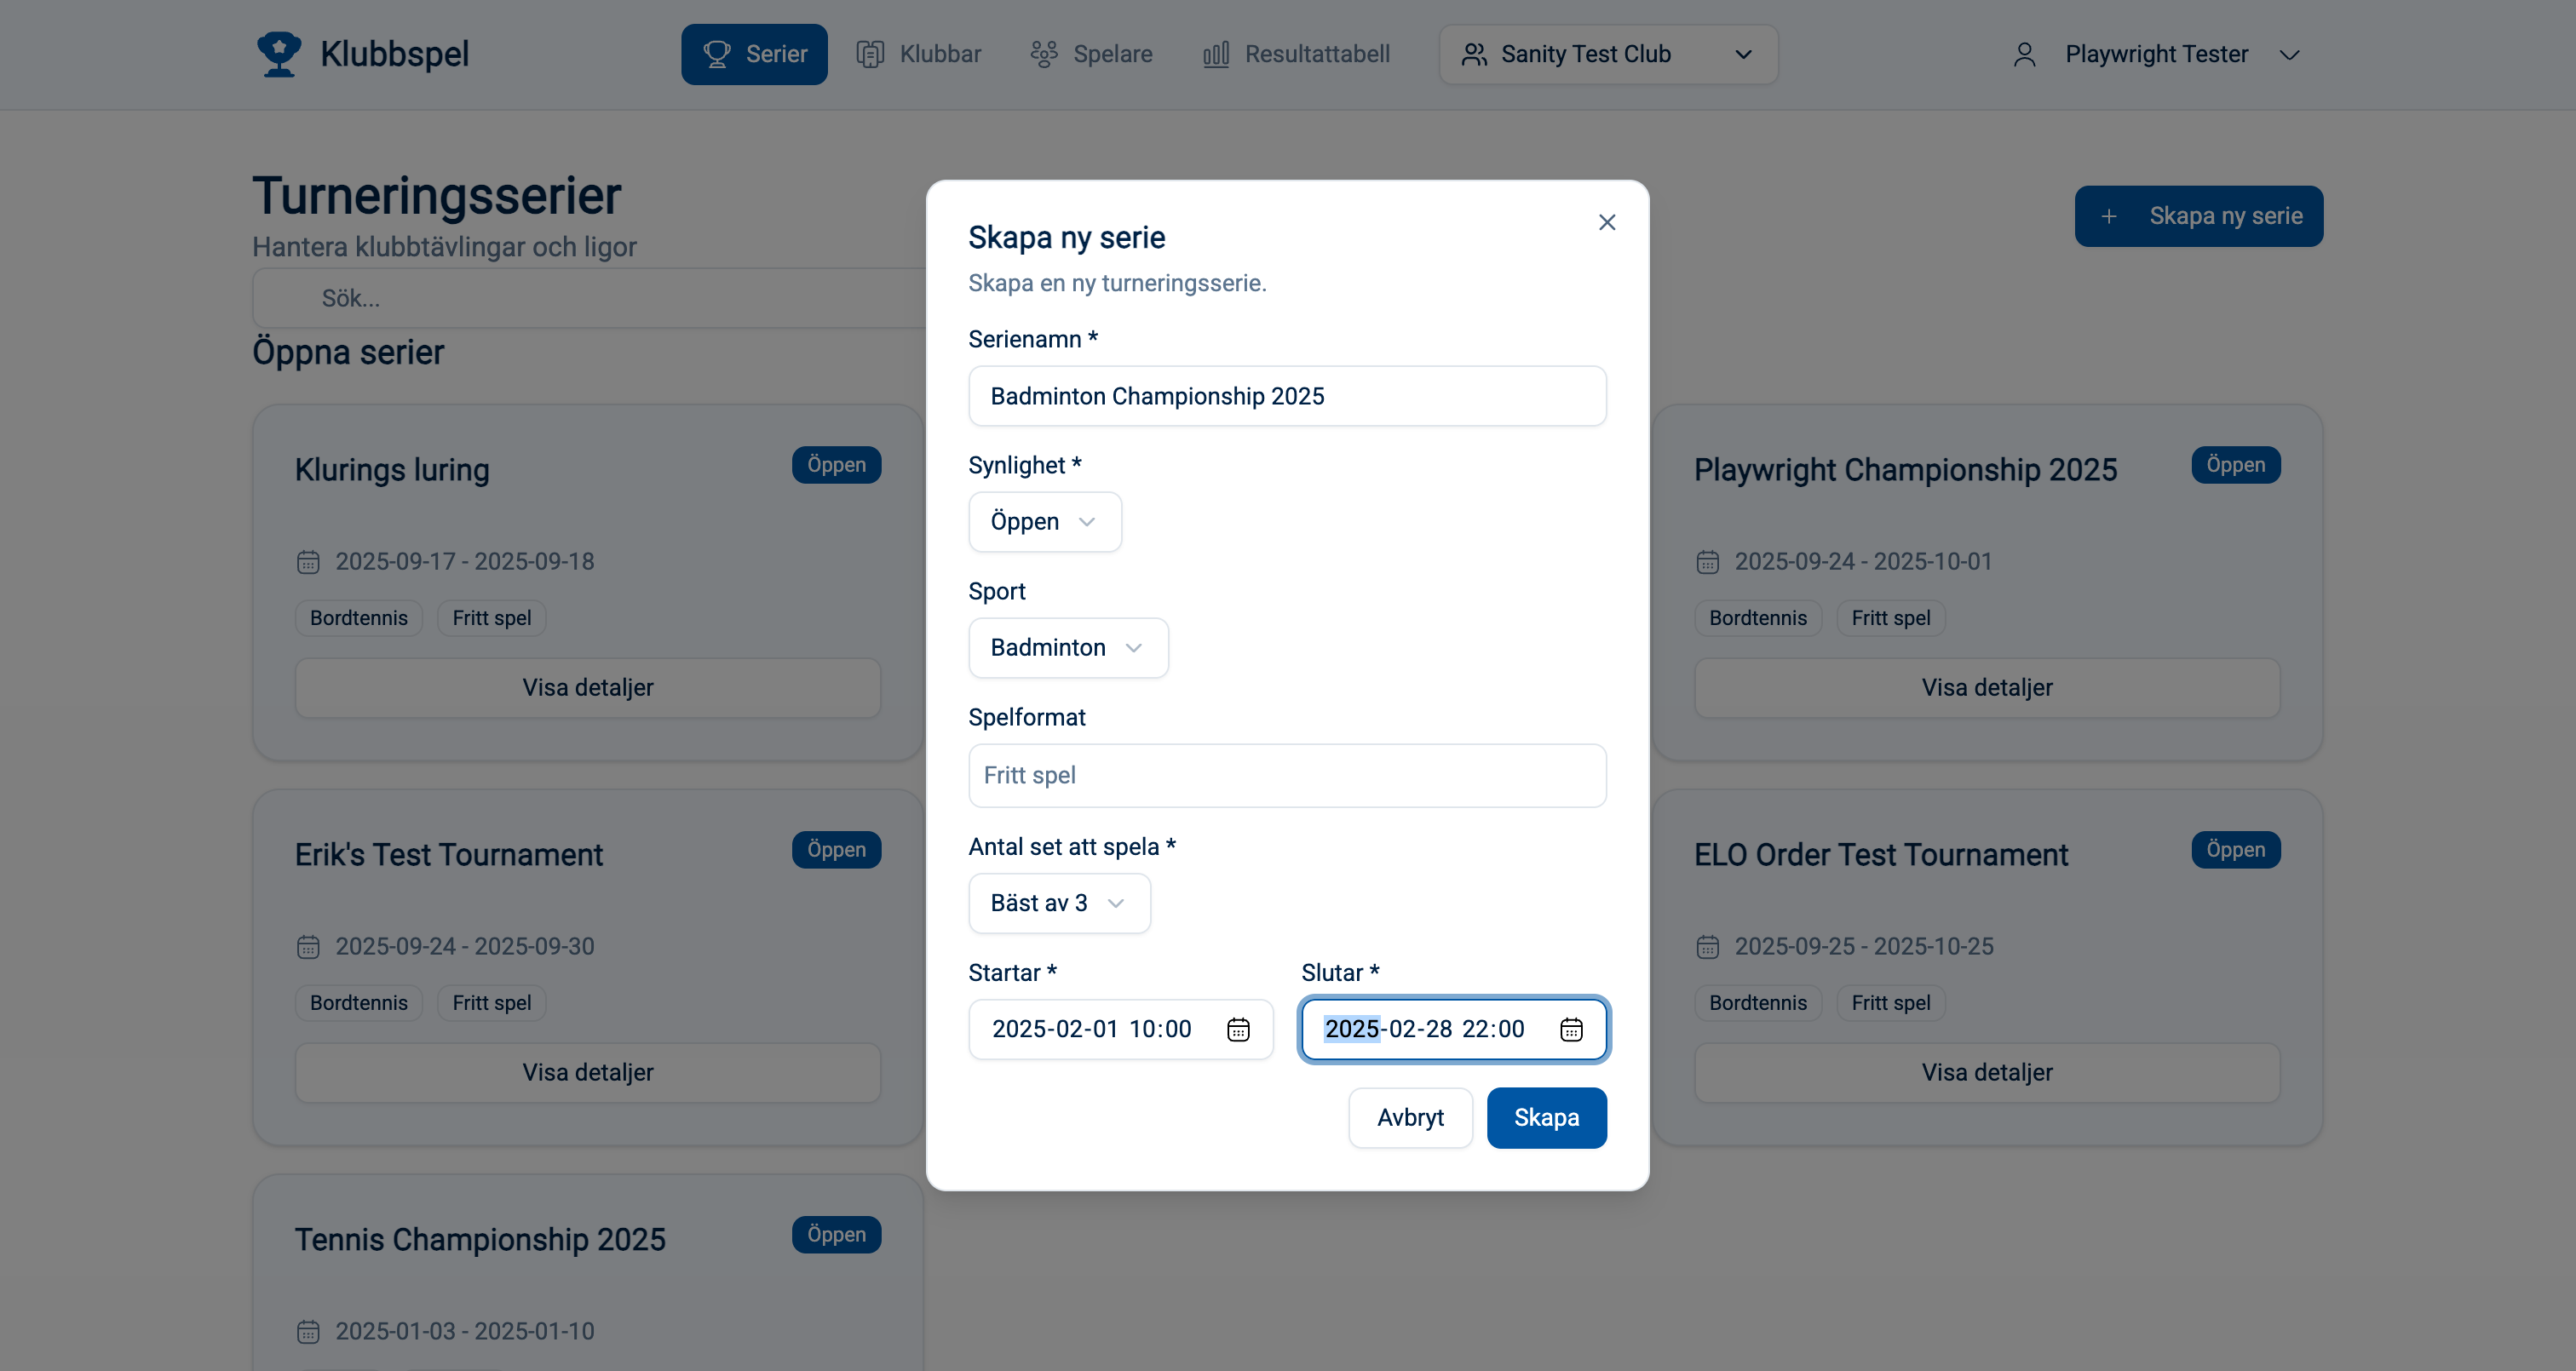 Klubbspel
Serier
Klubbar
Spelare
Resultattabell
Sanity Test Club
Playwright Tester
Turneringsserier
Hantera klubbtävlingar och ligor
Skapa ny serie
Sök...
Öppna serier
Klurings luring
Öppen
2025-09-17 - 2025-09-18
Bordtennis
Fritt spel
Visa detaljer
Playwright Championship 2025
Öppen
2025-09-24 - 2025-10-01
Bordtennis
Fritt spel
Visa detaljer
Erik's Test Tournament
Öppen
2025-09-24 - 2025-09-30
Bordtennis
Fritt spel
Visa detaljer
ELO Order Test Tournament
Öppen
2025-09-25 - 2025-10-25
Bordtennis
Fritt spel
Visa detaljer
Tennis Championship 2025
Öppen
2025-01-03 - 2025-01-10
Skapa ny serie
Skapa en ny turneringsserie.
Serienamn *
Badminton Championship 2025
Synlighet *
Öppen
Sport
Badminton
Spelformat
Fritt spel
Antal set att spela *
Bäst av 3
Startar *
2025-02-01 10:00
Slutar *
2025-02-28 22:00
Avbryt
Skapa